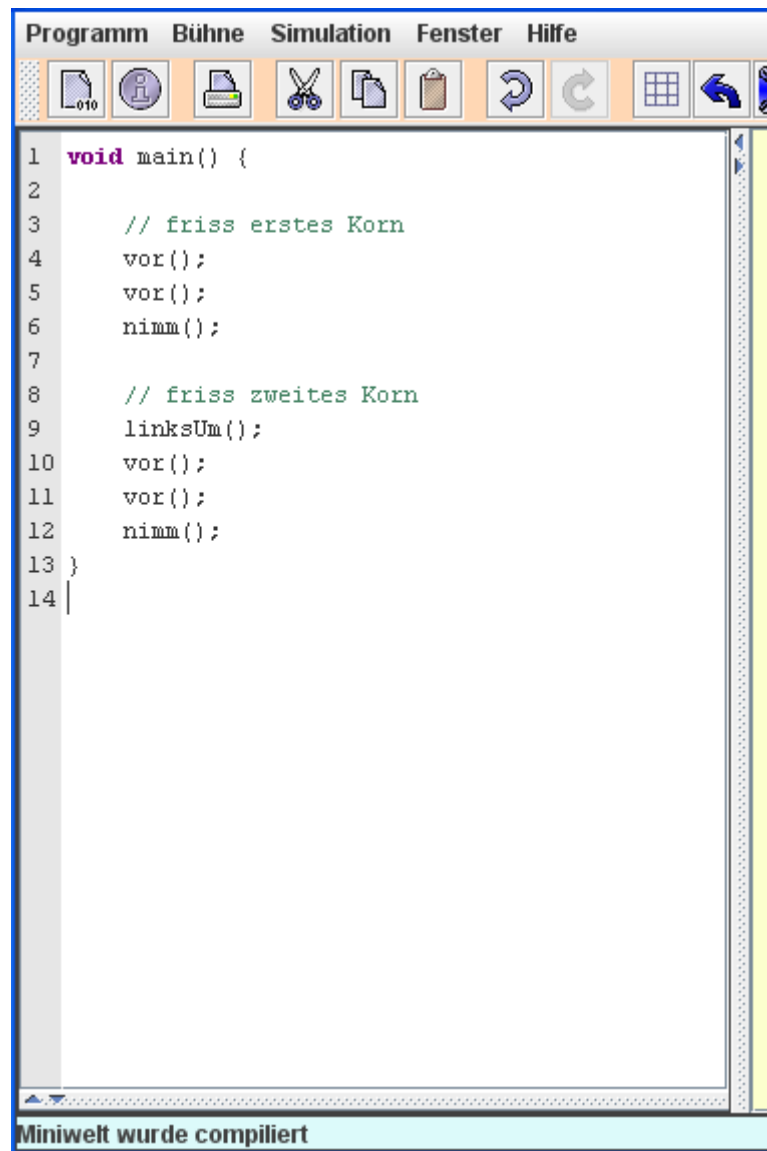 Programm Bühne Simulation Fenster Hilfe
010
1 void main() {
2
3 // friss erstes Korn
4 vor();
5 vor();
6 nimm();
7
8 // friss zweites Korn
9 linksUm();
10 vor();
11 vor();
12 nimm();
13 }
14
Miniwelt wurde compiliert